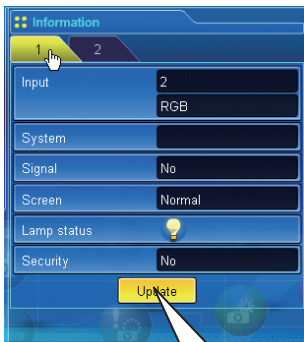 Information
1 2
Input 2
RGB
System
Signal No
Screen Normal
Lamp status
Security No
Update